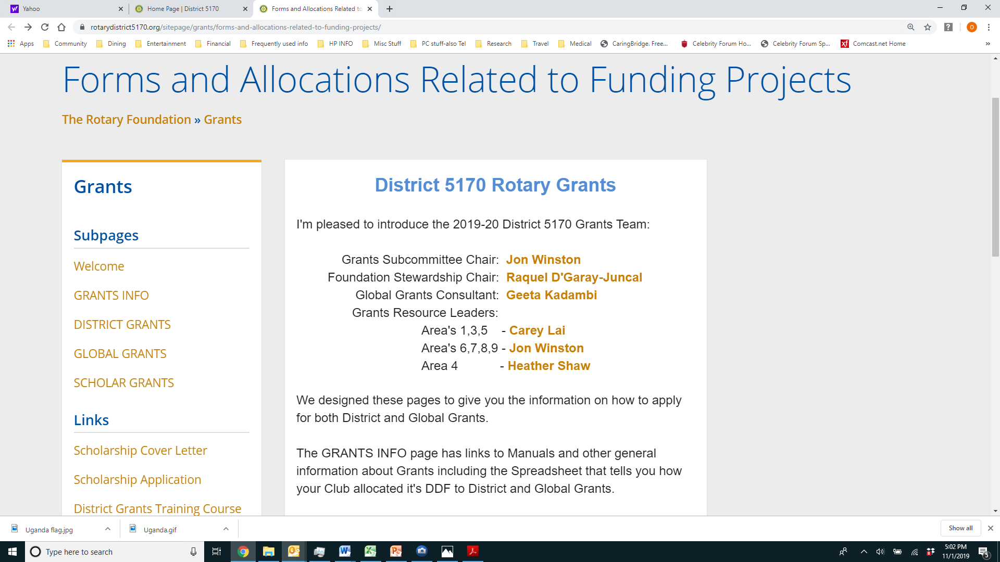 Yahoo
Home Page | District 5170
Forms and Allocations Related to
rotarydistrict5170.org/sitepage/grants/forms-and-allocations-related-to-funding-projects/
O
Apps
Community
Dining
Entertainment
Financial
Frequently used info
HP INFO
Misc Stuff
PC stuff-also Tel
Research
Travel
Medical
CaringBridge. Free...
Celebrity Forum Ho...
Celebrity Forum Sp...
Comcast.net Home
Forms and Allocations Related to Funding Projects
The Rotary Foundation » Grants
Grants
Subpages
Welcome
GRANTS INFO
DISTRICT GRANTS
GLOBAL GRANTS
SCHOLAR GRANTS
Links
Scholarship Cover Letter
Scholarship Application
District Grants Training Course
District 5170 Rotary Grants
I'm pleased to introduce the 2019-20 District 5170 Grants Team:
Grants Subcommittee Chair: Jon Winston
Foundation Stewardship Chair: Raquel D'Garay-Juncal
Global Grants Consultant: Geeta Kadambi
Grants Resource Leaders:
Area's 1,3,5 - Carey Lai
Area's 6,7,8,9 - Jon Winston
Area 4 - Heather Shaw
We designed these pages to give you the information on how to apply
for both District and Global Grants.
The GRANTS INFO page has links to Manuals and other general
information about Grants including the Spreadsheet that tells you how
your Club allocated it's DDF to District and Global Grants.
Uganda flag.jpg
Uganda.gif
Show all
Type here to search
5:02 PM
11/1/2019
5